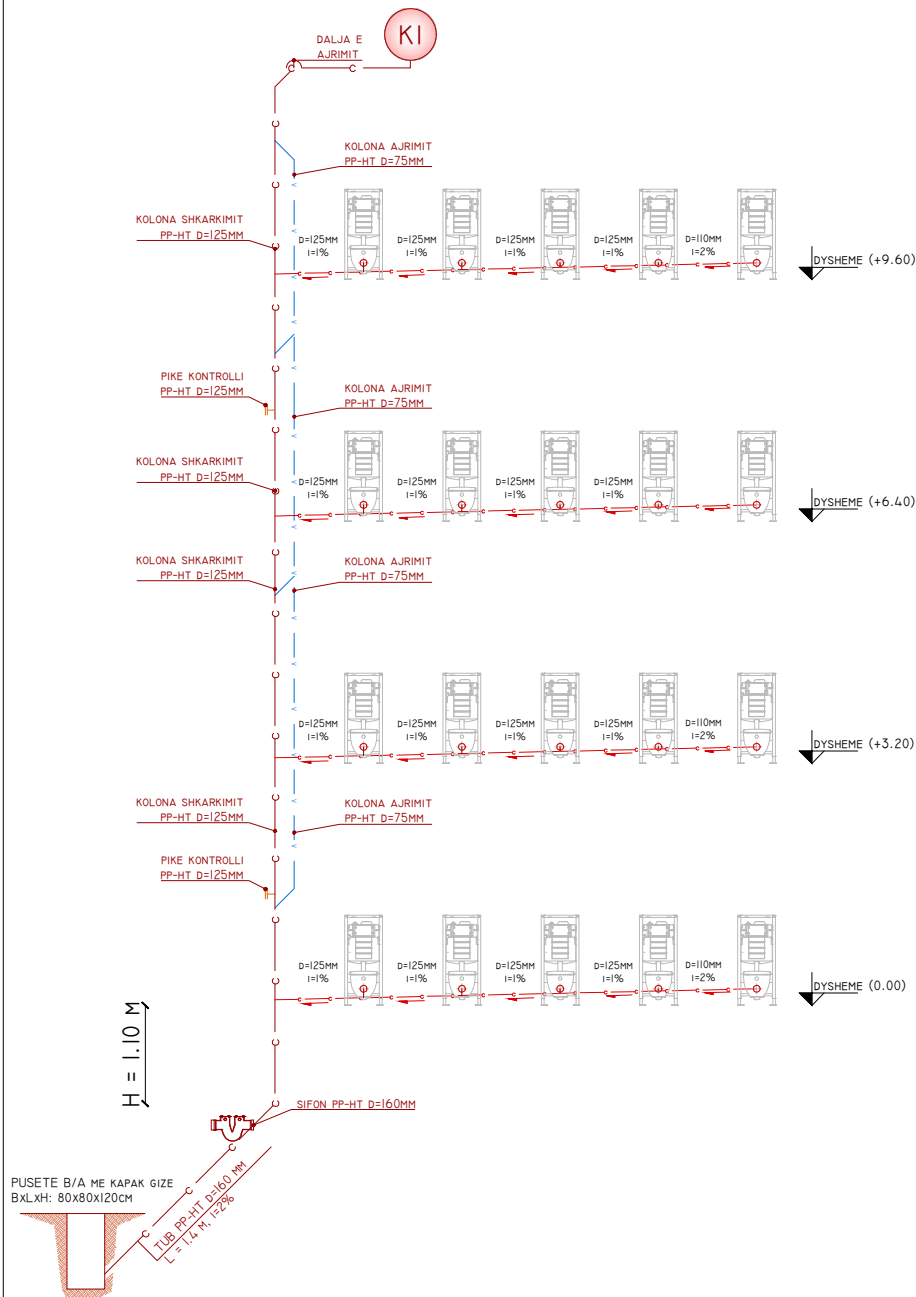 DALJA E
AJRIMIT
K1
KOLONA AJRIMIT
PP-HT D=75MM
KOLONA SHKARKIMIT
PP-HT D=125MM
D=125MM
I=1%
D=125MM
I=1%
D=125MM
I=1%
D=125MM
I=1%
D=110MM
I=2%
DYSHEME (+9.60)
PIKE KONTROLLI
PP-HT D=125MM
KOLONA AJRIMIT
PP-HT D=75MM
KOLONA SHKARKIMIT
PP-HT D=125MM
D=125MM
I=1%
D=125MM
I=1%
D=125MM
I=1%
D=125MM
I=1%
DYSHEME (+6.40)
KOLONA SHKARKIMIT
PP-HT D=125MM
KOLONA AJRIMIT
PP-HT D=75MM
D=125MM
I=1%
D=125MM
I=1%
D=125MM
I=1%
D=125MM
I=1%
D=110MM
I=2%
DYSHEME (+3.20)
KOLONA SHKARKIMIT
PP-HT D=125MM
KOLONA AJRIMIT
PP-HT D=75MM
PIKE KONTROLLI
PP-HT D=125MM
D=125MM
I=1%
D=125MM
I=1%
D=125MM
I=1%
D=125MM
I=1%
D=110MM
I=2%
DYSHEME (0.00)
H = 1.10 M
SIFON PP-HT D=160MM
PUSETE B/A ME KAPAK GIZE
BXLXH: 80X80X120CM
TUB PP-HT D=160 MM
L = 1.4 M, I=2%